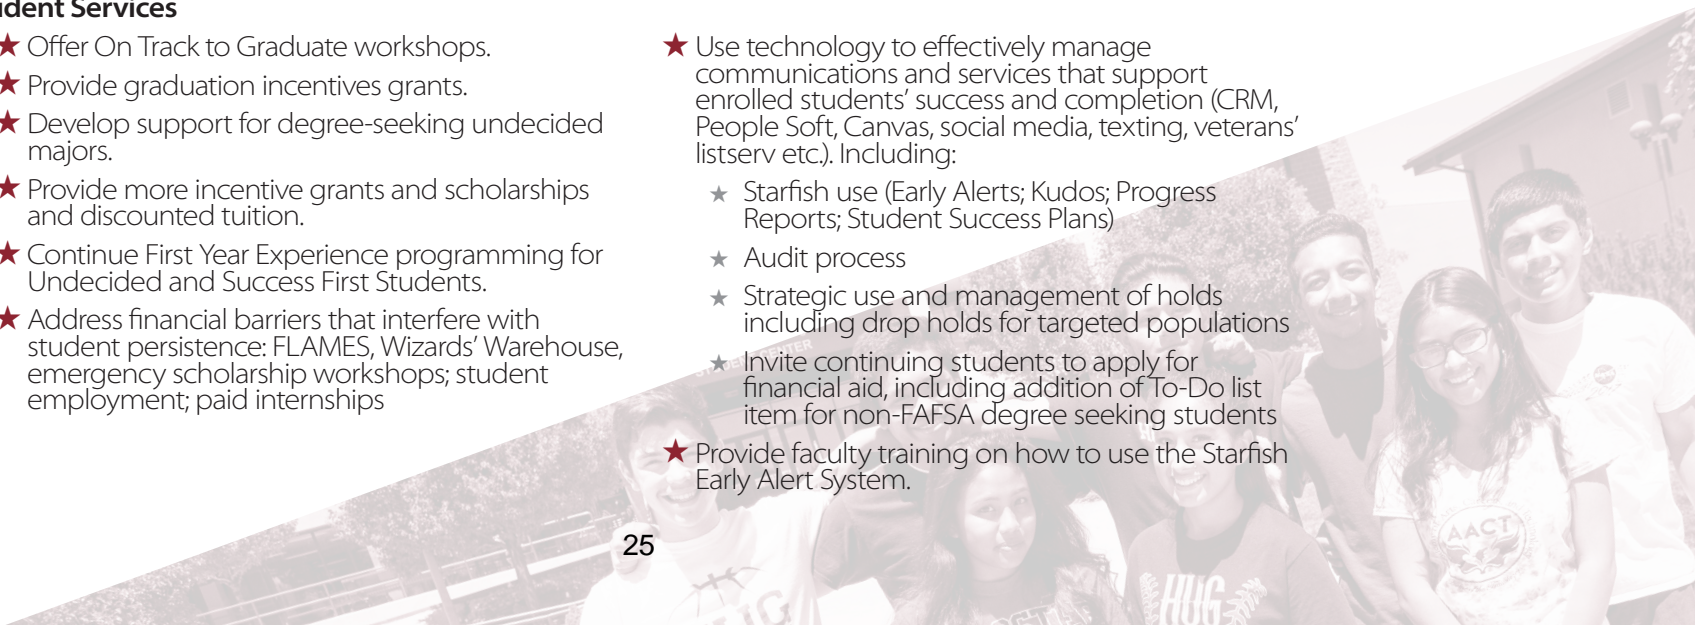 ident Services
Offer On Track to Graduate workshops.
Provide graduation incentives grants.
Develop support for degree-seeking undecided
majors.
Provide more incentive grants and scholarships
and discounted tuition.
Continue First Year Experience programming for
Undecided and Success First Students.
Address financial barriers that interfere with
student persistence: FLAMES, Wizards’ Warehouse,
emergency scholarship workshops; student
employment; paid internships
Use technology to effectively manage
communications and services that support
enrolled students’ success and completion (CRM,
People Soft, Canvas, social media, texting, veterans’
listserv etc.). Including:
Starfish use (Early Alerts; Kudos; Progress
Reports; Student Success Plans)
Audit process
Strategic use and management of holds
including drop holds for targeted populations
Invite continuing students to apply for
financial aid, including addition of To-Do list
item for non-FAFSA degree seeking students
Provide faculty training on how to use the Starfish
Early Alert System.
25
AACT
HUG